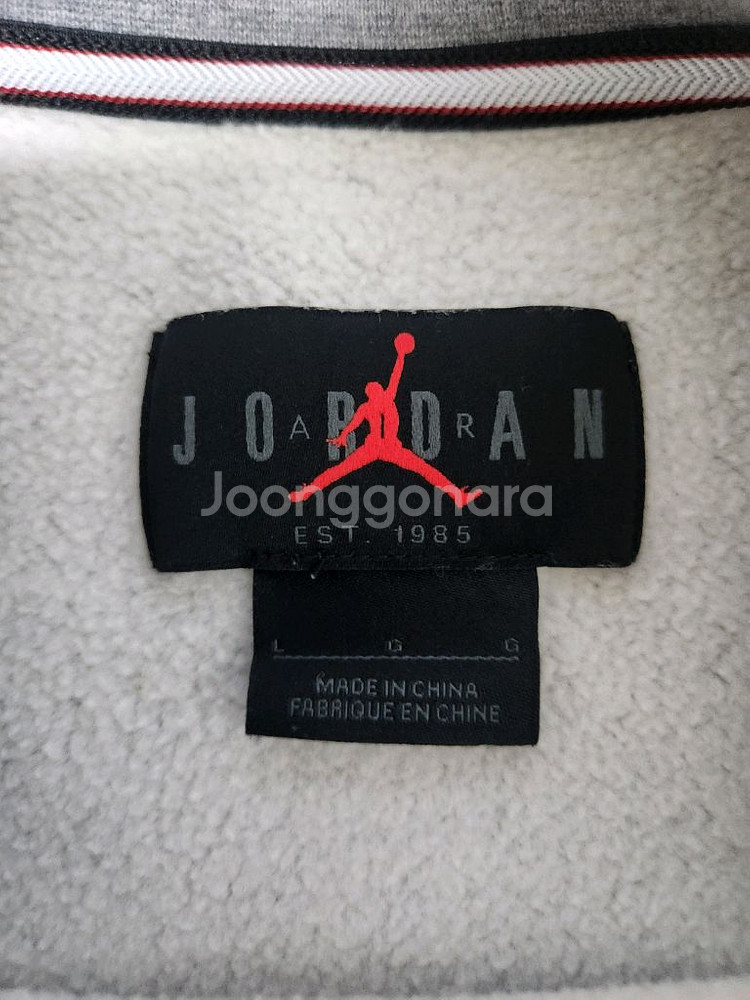 JORDAN
AIR
Joonggonara
EST. 1985
L G G
MADE IN CHINA
FABRIQUE EN CHINE